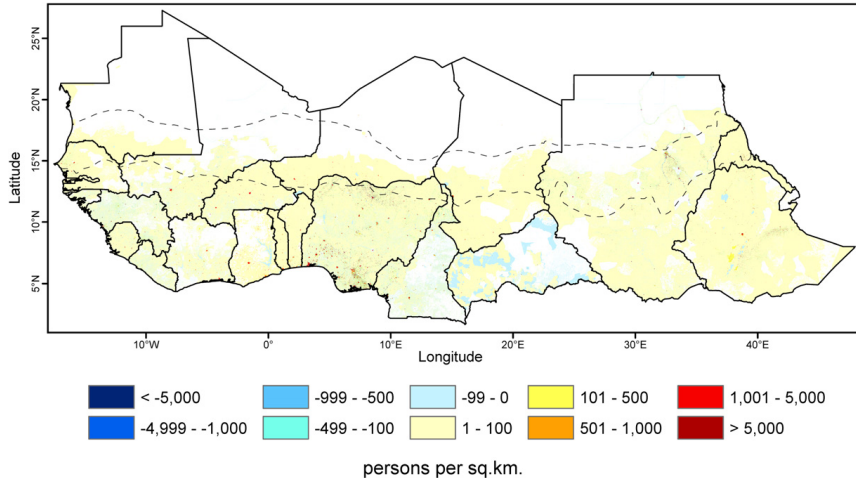 25°N
20°N
15°N
10°N
5°N
Latitude
10°W 0° 10°E 20°E 30°E 40°E
Longitude
< -5,000 -999 - -500 -99 - 0 101 - 500 1,001 - 5,000
-4,999 - -1,000 -499 - -100 1 - 100 501 - 1,000 > 5,000
persons per sq.km.